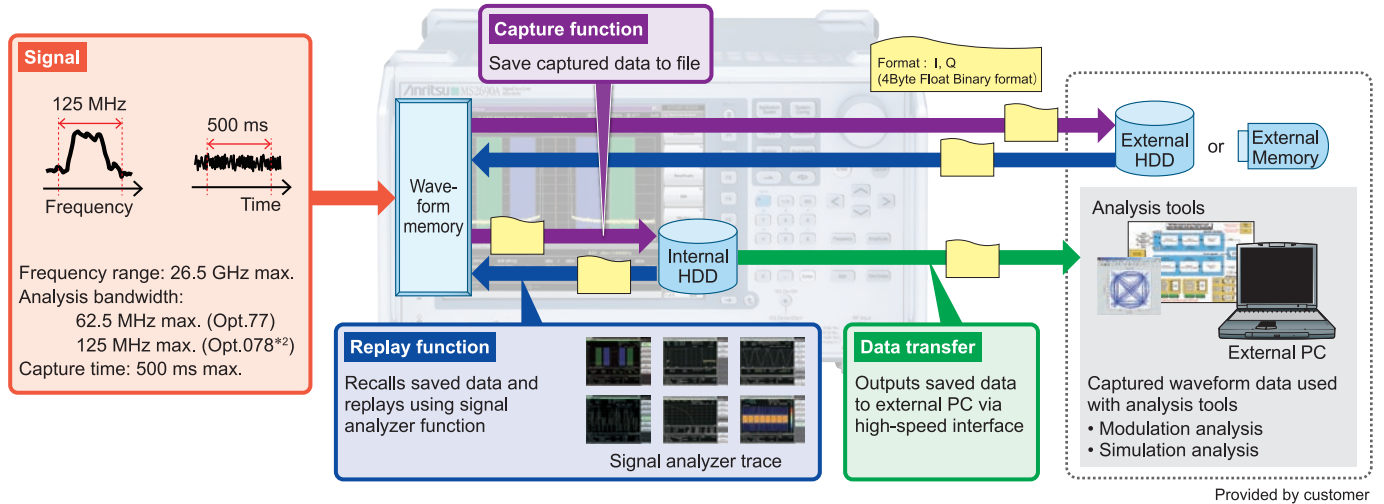 Signal
125 MHz
Frequency
500 ms
Time
Frequency range: 26.5 GHz max.
Analysis bandwidth:
62.5 MHz max. (Opt.77)
125 MHz max. (Opt.078*2)
Capture time: 500 ms max.
Capture function
Save captured data to file
Anritsu MS2690A
Wave-
form
memory
Internal
HDD
Format : I, Q
(4Byte Float Binary format)
External
HDD
or
External
Memory
Replay function
Recalls saved data and
replays using signal
analyzer function
Signal analyzer trace
Data transfer
Outputs saved data
to external PC via
high-speed interface
Analysis tools
External PC
Captured waveform data used
with analysis tools
• Modulation analysis
• Simulation analysis
Provided by customer